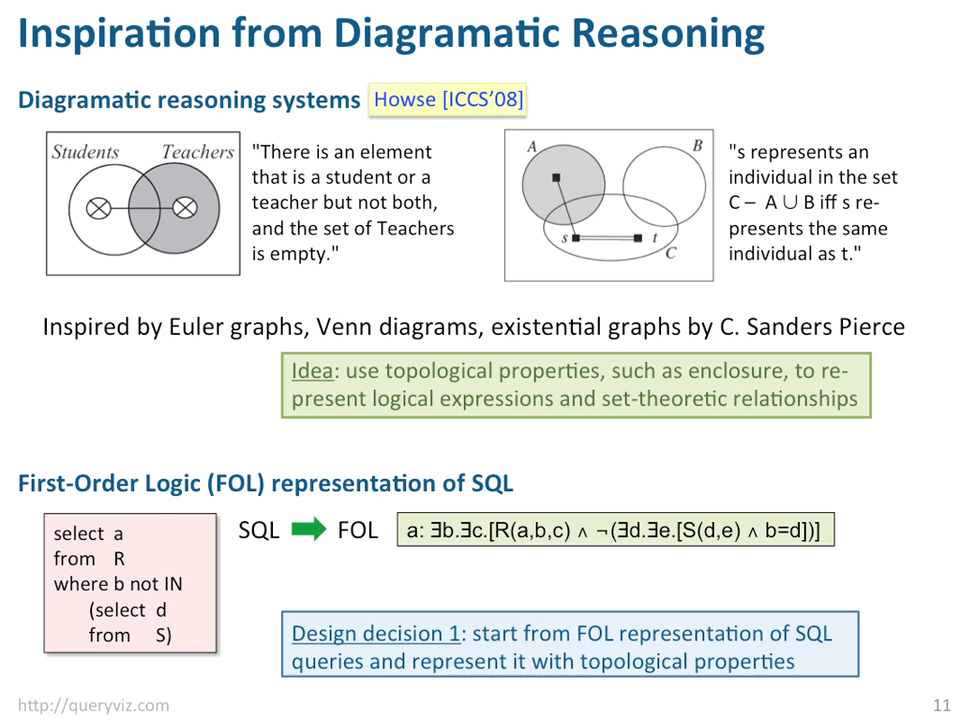 Inspiration from Diagramatic Reasoning
Diagramatic reasoning systems Howse [ICCS'08]
Students Teachers
"There is an element
that is a student or a
teacher but not both,
and the set of Teachers
is empty."
A B
s t
C
"s represents an
individual in the set
C – A ∪ B iff s re-
presents the same
individual as t."
Inspired by Euler graphs, Venn diagrams, existential graphs by C. Sanders Pierce
Idea: use topological properties, such as enclosure, to re-
present logical expressions and set-theoretic relationships
First-Order Logic (FOL) representation of SQL
select a
from R
where b not IN
(select d
from S)
SQL FOL a: ∃b.∃c.[R(a,b,c) ∧ ¬(∃d.∃e.[S(d,e) ∧ b=d])]
Design decision 1: start from FOL representation of SQL
queries and represent it with topological properties
http://queryviz.com 11